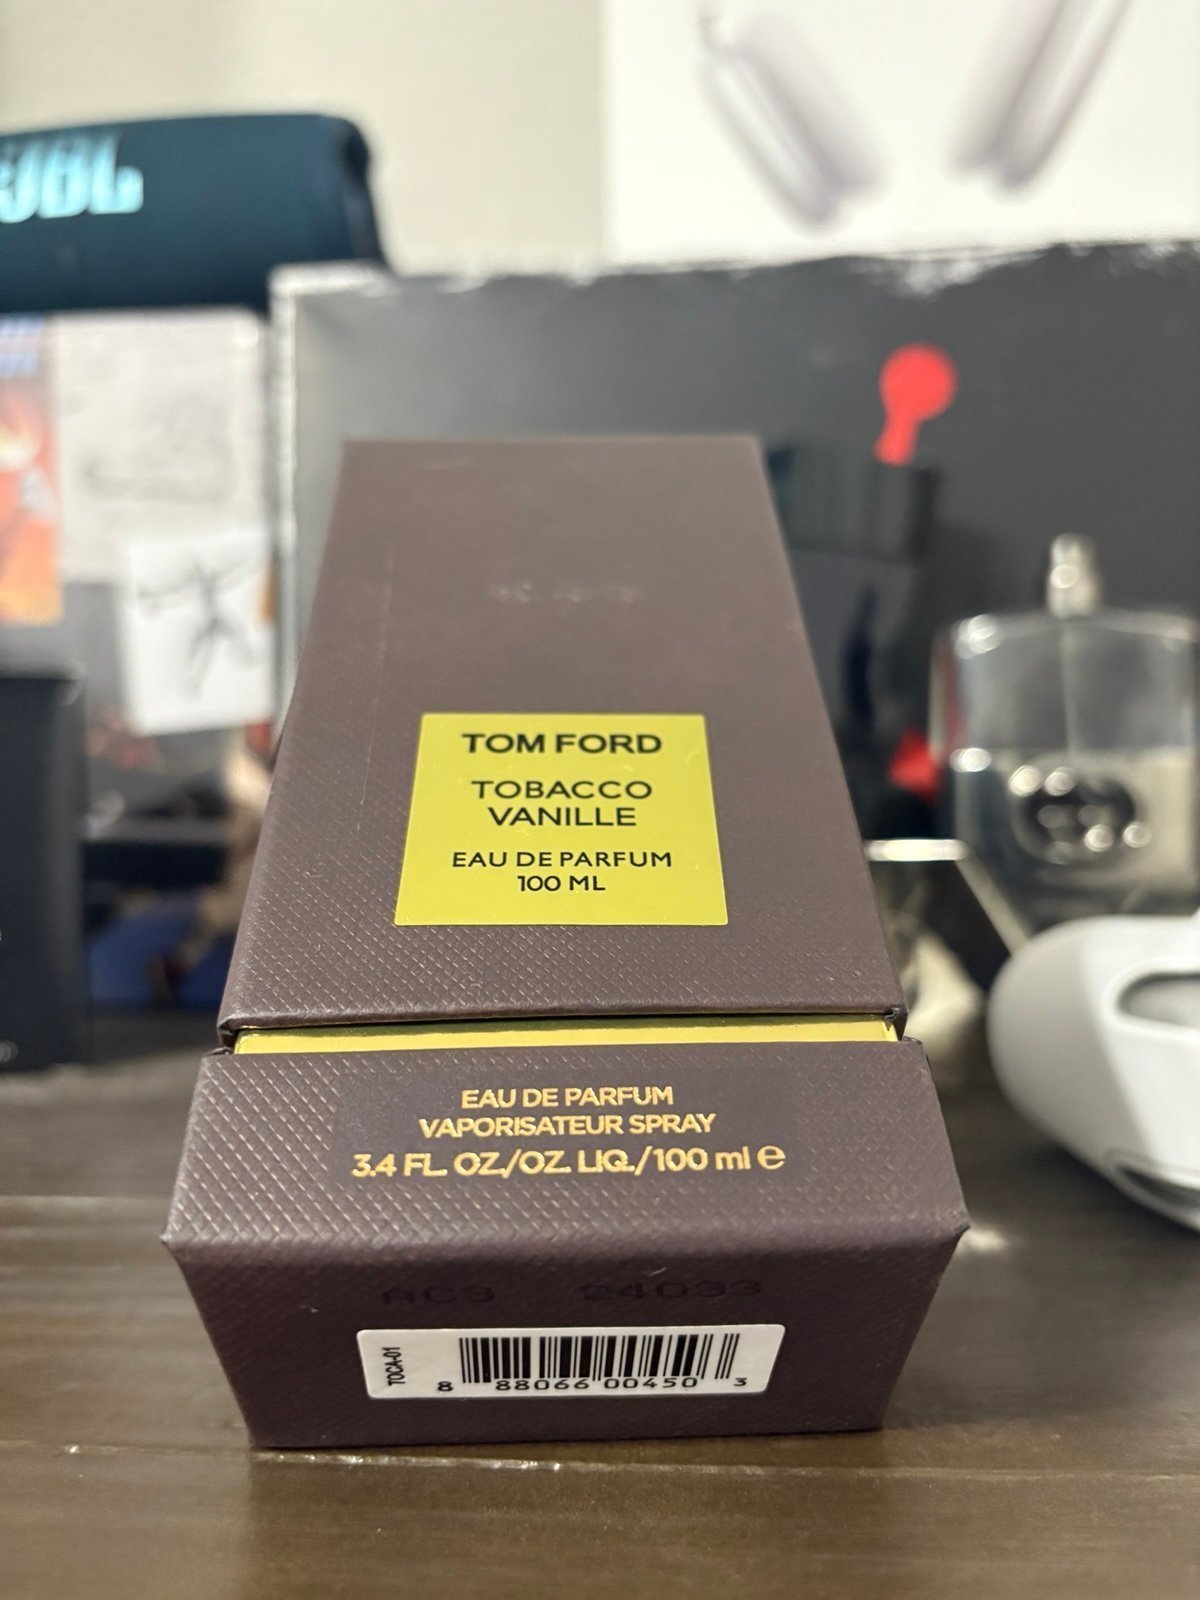 JBL
TOM FORD
TOBACCO
VANILLE
EAU DE PARFUM
100 ML
EAU DE PARFUM
VAPORISATEUR SPRAY
3.4 FL. OZ./OZ. LIQ./100 ml e
AC3 24033
TOCA-01
8 88066 00450 3